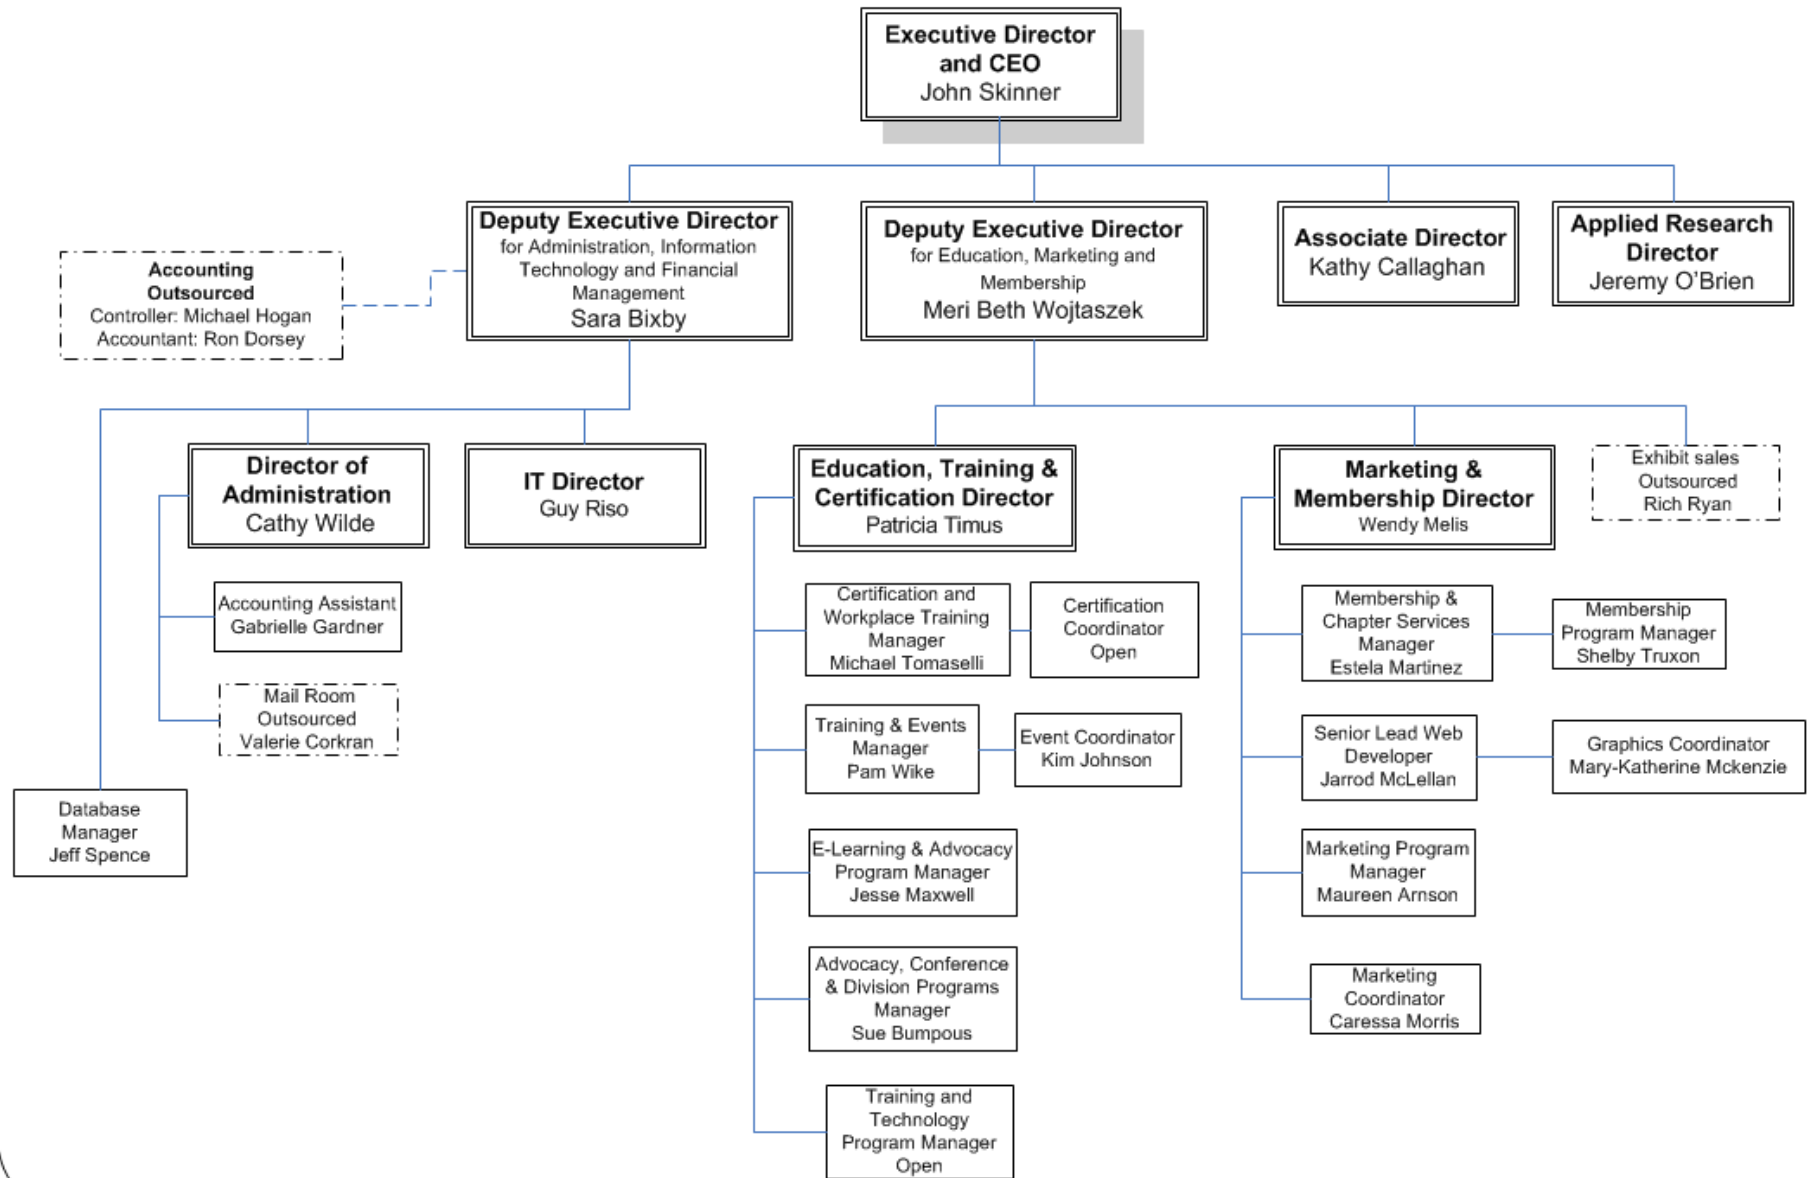 Executive Director
and CEO
John Skinner
Accounting
Outsourced
Controller: Michael Hogan
Accountant: Ron Dorsey
Deputy Executive Director
for Administration, Information
Technology and Financial
Management
Sara Bixby
Deputy Executive Director
for Education, Marketing and
Membership
Meri Beth Wojtaszek
Associate Director
Kathy Callaghan
Applied Research
Director
Jeremy O’Brien
Director of
Administration
Cathy Wilde
IT Director
Guy Riso
Education, Training &
Certification Director
Patricia Timus
Marketing &
Membership Director
Wendy Melis
Exhibit sales
Outsourced
Rich Ryan
Accounting Assistant
Gabrielle Gardner
Mail Room
Outsourced
Valerie Corkran
Database
Manager
Jeff Spence
Certification and
Workplace Training
Manager
Michael Tomaselli
Certification
Coordinator
Open
Training & Events
Manager
Pam Wike
Event Coordinator
Kim Johnson
E-Learning & Advocacy
Program Manager
Jesse Maxwell
Advocacy, Conference
& Division Programs
Manager
Sue Bumpous
Training and
Technology
Program Manager
Open
Membership &
Chapter Services
Manager
Estela Martinez
Membership
Program Manager
Shelby Truxon
Senior Lead Web
Developer
Jarrod McLellan
Graphics Coordinator
Mary-Katherine Mckenzie
Marketing Program
Manager
Maureen Arnson
Marketing
Coordinator
Caressa Morris